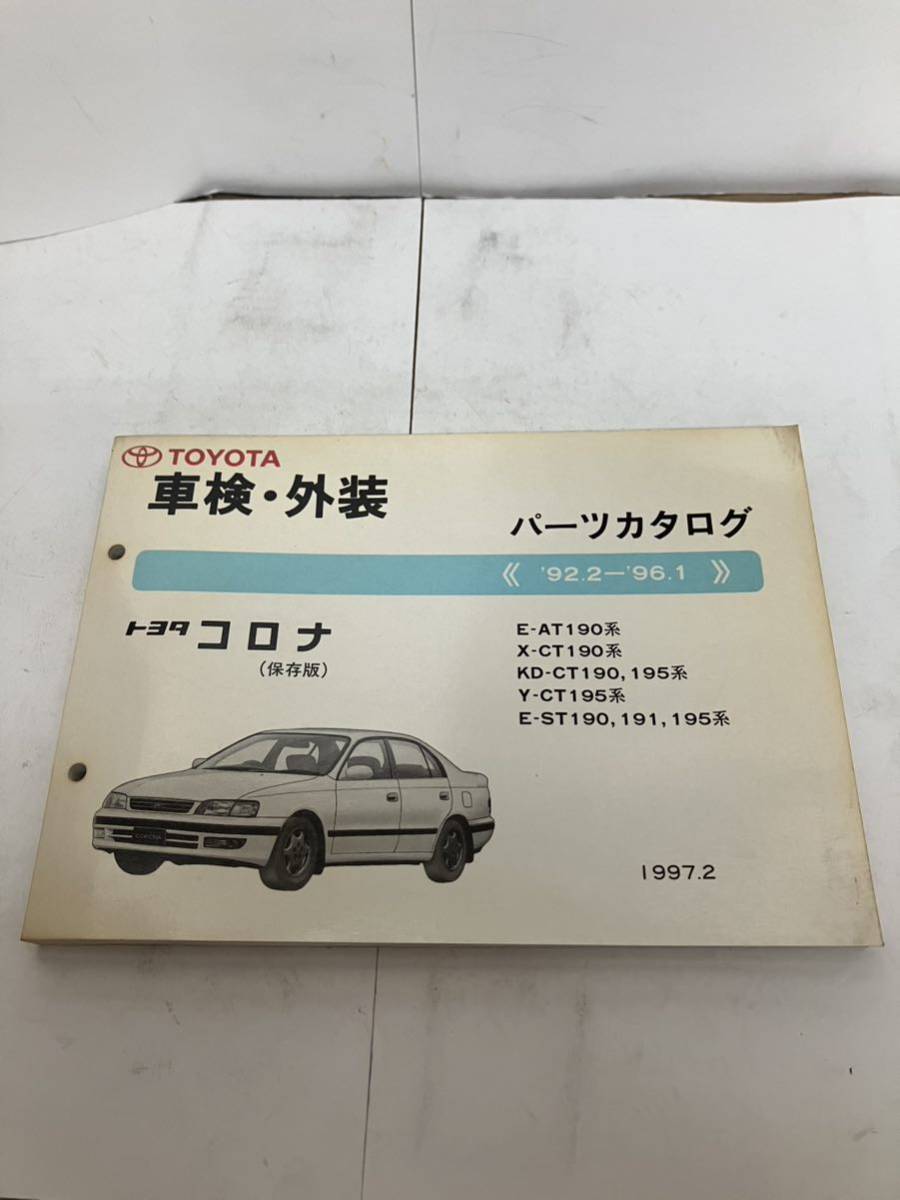 TOYOTA
車検・外装
パーツカタログ
《 '92.2－'96.1 》
トヨタ コロナ
(保存版)
E-AT190系
X-CT190系
KD-CT190, 195系
Y-CT195系
E-ST190, 191, 195系
CORONA
1997.2